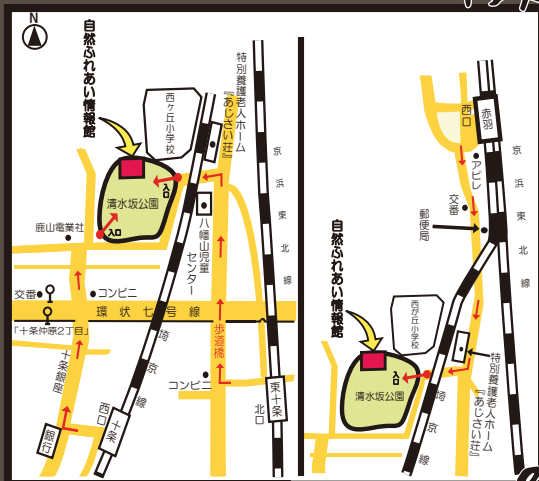 N
自然ふれあい情報館
西ヶ丘小学校
特別養護老人ホーム
『あじさい荘』
京浜東北線
入口
清水坂公園
入口
鹿山電業社
八幡山児童
センター
交番
コンビニ
環状七号線
「十条仲原2丁目」
歩道橋
埼京線
十条銀座
コンビニ
東十条
北口
西口
十条
銀行
赤羽
西口
アピレ
交番
郵便局
京浜東北線
自然ふれあい情報館
西が丘小学校
入口
清水坂公園
埼京線
特別養護老人ホーム
『あじさい荘』